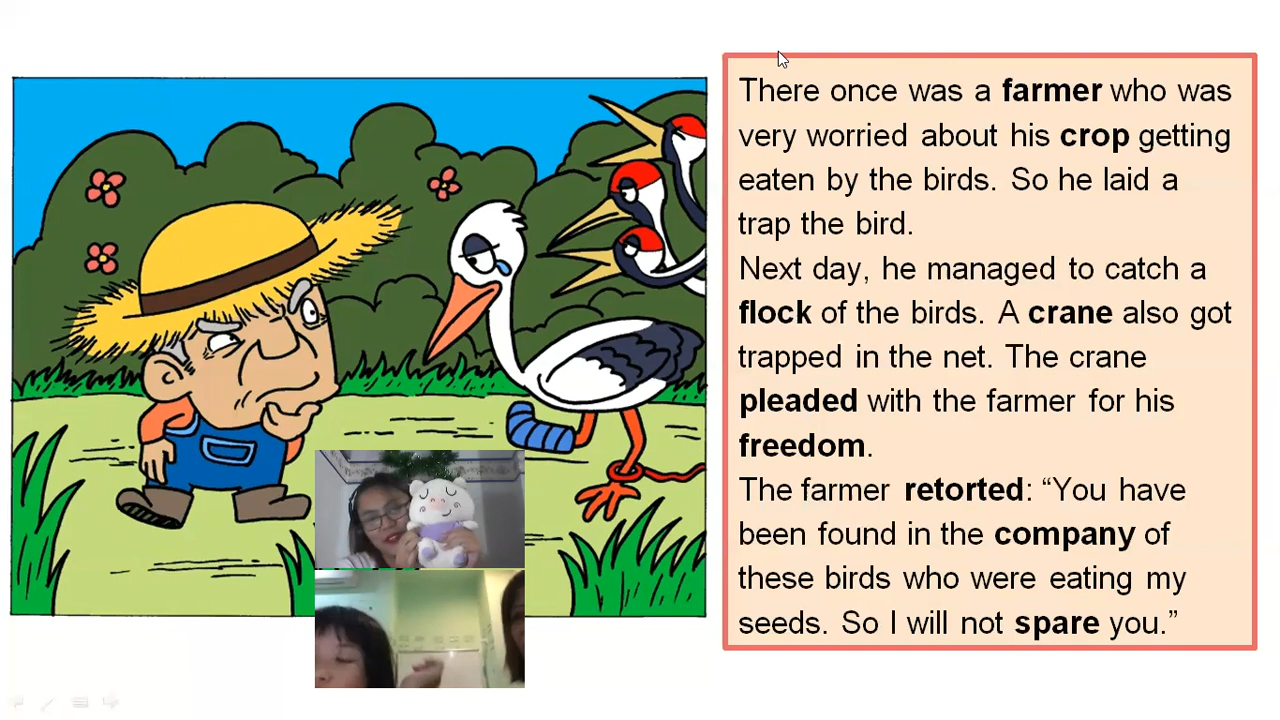 There once was a farmer who was
very worried about his crop getting
eaten by the birds. So he laid a
trap the bird.
Next day, he managed to catch a
flock of the birds. A crane also got
trapped in the net. The crane
pleaded with the farmer for his
freedom.
The farmer retorted: “You have
been found in the company of
these birds who were eating my
seeds. So I will not spare you.”